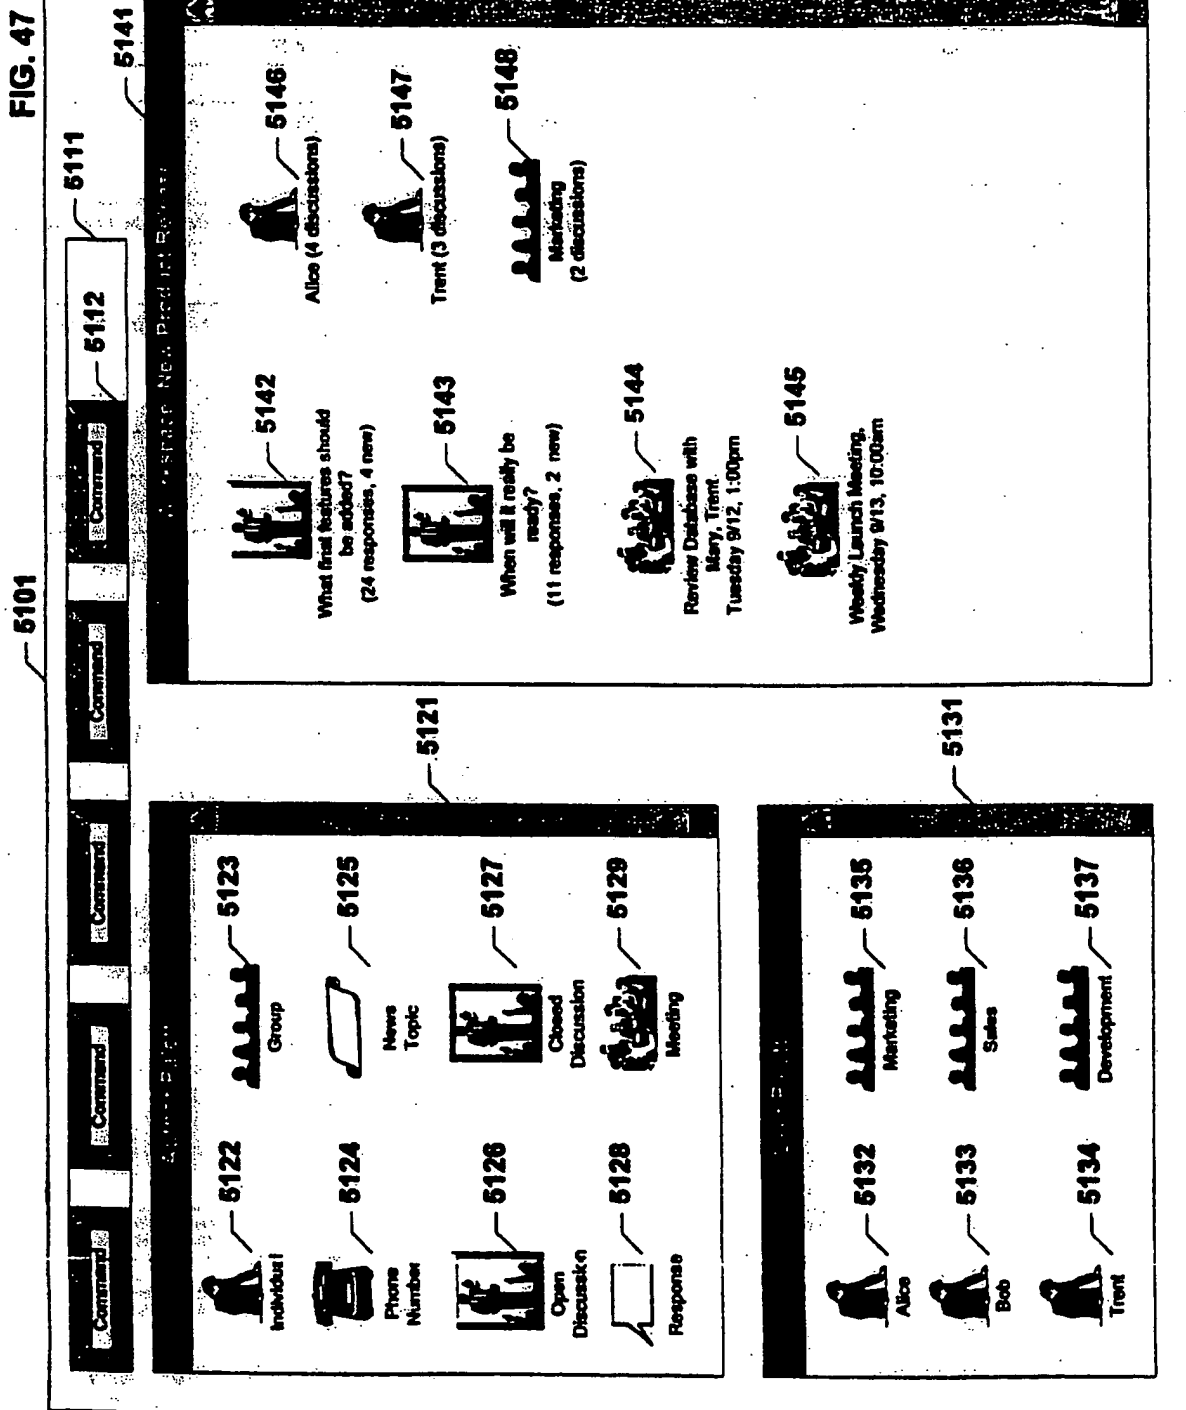 FIG. 47
5101
5111
5112
Command
Command
Command
Command
Command
5121
5122
Individual
5123
Group
5124
Phone
Number
5125
News
Topic
5126
Open
Discussion
5127
Closed
Discussion
5128
Response
5129
Meeting
5131
5132
Alice
5133
Bob
5134
Trent
5135
Marketing
5136
Sales
5137
Development
5141
New Product Release
5142
What final features should
be added?
(24 responses, 4 new)
5143
When will it really be
ready?
(11 responses, 2 new)
5144
Review Database with
Mary, Trent
Tuesday 9/12, 1:00pm
5145
Weekly Launch Meeting,
Wednesday 9/13, 10:00am
5146
Alice (4 discussions)
5147
Trent (3 discussions)
5148
Marketing
(2 discussions)